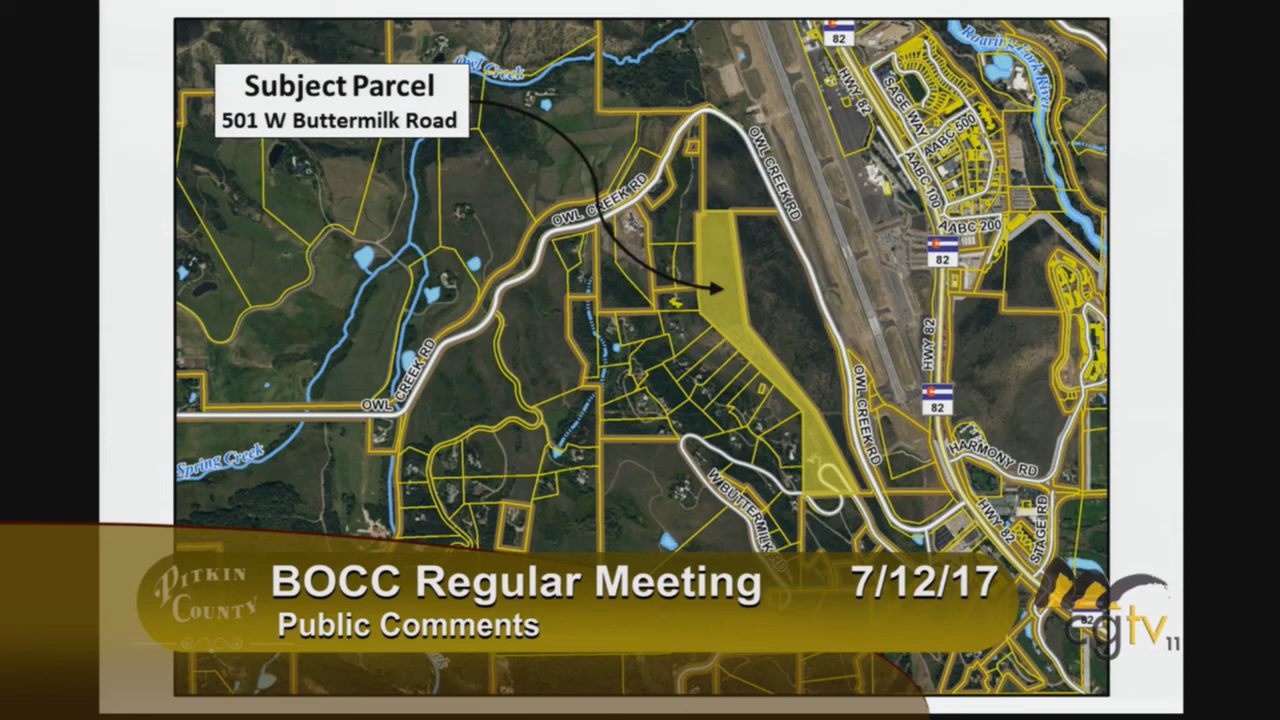 Subject Parcel
501 W Buttermilk Road
Owl Creek
82
Roaring Fork River
HWY 82
SAGE WAY
AABC 500
AABC 100
AABC 200
82
OWL CREEK RD
OWL CREEK RD
HWY 82
82
OWL CREEK RD
OWL CREEK RD
Spring Creek
HARMONY RD
W BUTTERMILK RD
HWY 82
STAGE RD
82
PITKIN
COUNTY
BOCC Regular Meeting 7/12/17
Public Comments
cgtv 11